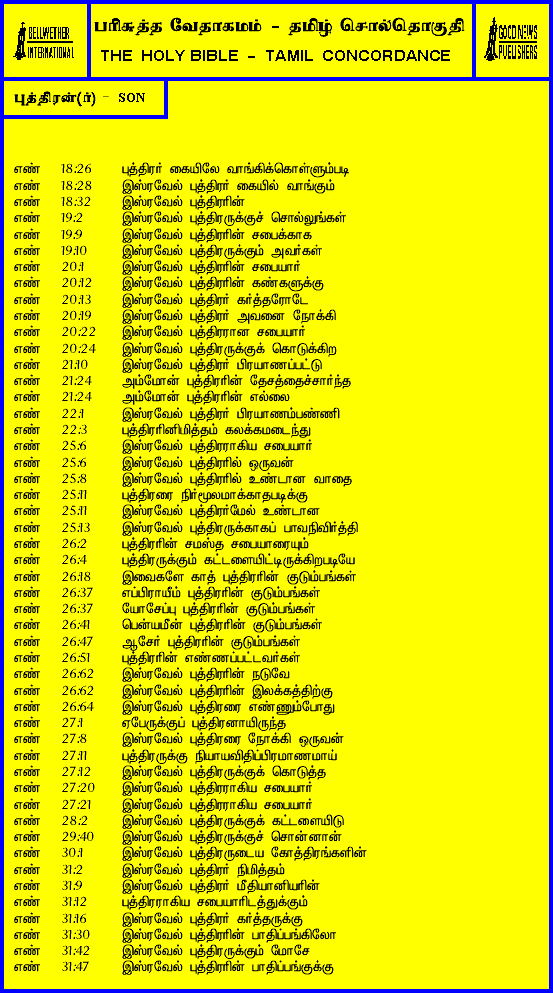 BELLWETHER
INTERNATIONAL
பரிசுத்த வேதாகமம் - தமிழ் சொல்தொகுதி
THE HOLY BIBLE - TAMIL CONCORDANCE
GOOD NEWS
PUBLISHERS
புத்திரன்(ர்) - SON
எண் 18:26 புத்திரர் கையிலே வாங்கிக்கொள்ளும்படி
எண் 18:28 இஸ்ரவேல் புத்திரர் கையில் வாங்கும்
எண் 18:32 இஸ்ரவேல் புத்திரரின்
எண் 19:2 இஸ்ரவேல் புத்திரருக்குச் சொல்லுங்கள்
எண் 19:9 இஸ்ரவேல் புத்திரரின் சபைக்காக
எண் 19:10 இஸ்ரவேல் புத்திரருக்கும் அவர்கள்
எண் 20:1 இஸ்ரவேல் புத்திரரின் சபையார்
எண் 20:12 இஸ்ரவேல் புத்திரரின் கண்களுக்கு
எண் 20:13 இஸ்ரவேல் புத்திரர் கர்த்தரோடே
எண் 20:19 இஸ்ரவேல் புத்திரர் அவனை நோக்கி
எண் 20:22 இஸ்ரவேல் புத்திரரான சபையார்
எண் 20:24 இஸ்ரவேல் புத்திரருக்குக் கொடுக்கிற
எண் 21:10 இஸ்ரவேல் புத்திரர் பிரயாணப்பட்டு
எண் 21:24 அம்மோன் புத்திரரின் தேசத்தைச்சார்ந்த
எண் 21:24 அம்மோன் புத்திரரின் எல்லை
எண் 22:1 இஸ்ரவேல் புத்திரர் பிரயாணம்பண்ணி
எண் 22:3 புத்திரரினிமித்தம் கலக்கமடைந்து
எண் 25:6 இஸ்ரவேல் புத்திரராகிய சபையார்
எண் 25:6 இஸ்ரவேல் புத்திரரில் ஒருவன்
எண் 25:8 இஸ்ரவேல் புத்திரரில் உண்டான வாதை
எண் 25:11 புத்திரரை நிர்மூலமாக்காதபடிக்கு
எண் 25:11 இஸ்ரவேல் புத்திரர்மேல் உண்டான
எண் 25:13 இஸ்ரவேல் புத்திரருக்காகப் பாவநிவிர்த்தி
எண் 26:2 புத்திரரின் சமஸ்த சபையாரையும்
எண் 26:4 புத்திரருக்கும் கட்டளையிட்டிருக்கிறபடியே
எண் 26:18 இவைகளே காத் புத்திரரின் குடும்பங்கள்
எண் 26:37 எப்பிராயீம் புத்திரரின் குடும்பங்கள்
எண் 26:37 யோசேப்பு புத்திரரின் குடும்பங்கள்
எண் 26:41 பென்யமீன் புத்திரரின் குடும்பங்கள்
எண் 26:47 ஆசேர் புத்திரரின் குடும்பங்கள்
எண் 26:51 புத்திரரின் எண்ணப்பட்டவர்கள்
எண் 26:62 இஸ்ரவேல் புத்திரரின் நடுவே
எண் 26:62 இஸ்ரவேல் புத்திரரின் இலக்கத்திற்கு
எண் 26:64 இஸ்ரவேல் புத்திரரை எண்ணும்போது
எண் 27:1 ஏபேருக்குப் புத்திரனாயிருந்த
எண் 27:8 இஸ்ரவேல் புத்திரரை நோக்கி ஒருவன்
எண் 27:11 புத்திரருக்கு நியாயவிதிப்பிரமாணமாய்
எண் 27:12 இஸ்ரவேல் புத்திரருக்குக் கொடுத்த
எண் 27:20 இஸ்ரவேல் புத்திரராகிய சபையார்
எண் 27:21 இஸ்ரவேல் புத்திரராகிய சபையார்
எண் 28:2 இஸ்ரவேல் புத்திரருக்குக் கட்டளையிடு
எண் 29:40 இஸ்ரவேல் புத்திரருக்குச் சொன்னான்
எண் 30:1 இஸ்ரவேல் புத்திரருடைய கோத்திரங்களின்
எண் 31:2 இஸ்ரவேல் புத்திரர் நிமித்தம்
எண் 31:9 இஸ்ரவேல் புத்திரர் மீதியானியரின்
எண் 31:12 புத்திரராகிய சபையாரிடத்துக்கும்
எண் 31:16 இஸ்ரவேல் புத்திரர் கர்த்தருக்கு
எண் 31:30 இஸ்ரவேல் புத்திரரின் பாதிப்பங்கிலோ
எண் 31:42 இஸ்ரவேல் புத்திரருக்கும் மோசே
எண் 31:47 இஸ்ரவேல் புத்திரரின் பாதிப்பங்குக்கு